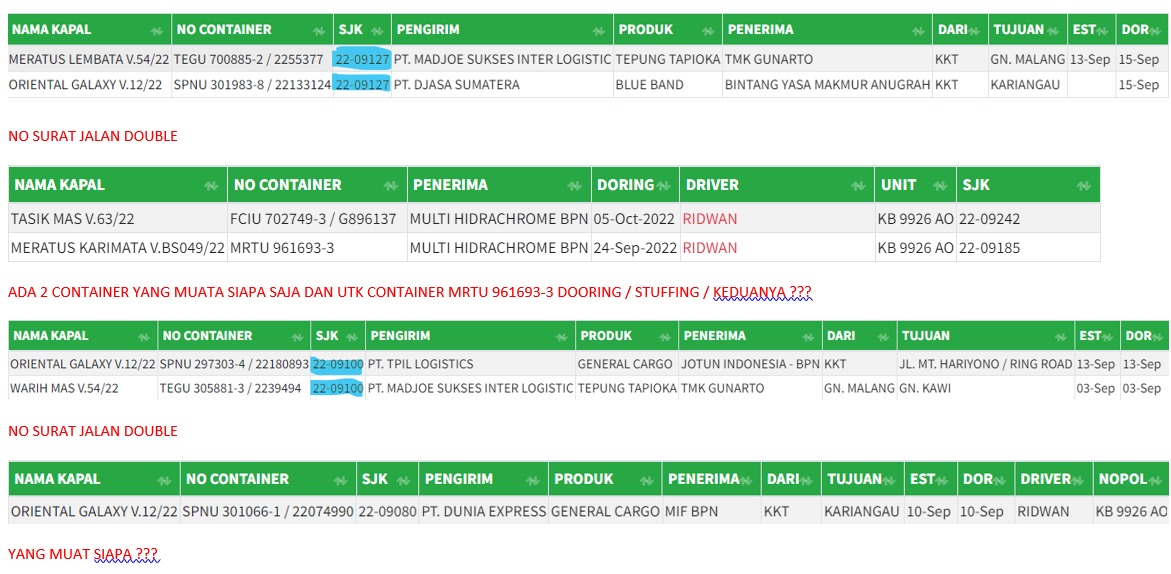 NAMA KAPAL NO CONTAINER SJK PENGIRIM PRODUK PENERIMA DARI TUJUAN EST DOR
MERATUS LEMBATA V.54/22 TEGU 700885-2 / 2255377 22-09127 PT. MADJOE SUKSES INTER LOGISTIC TEPUNG TAPIOKA TMK GUNARTO KKT GN. MALANG 13-Sep 15-Sep
ORIENTAL GALAXY V.12/22 SPNU 301983-8 / 22133124 22-09127 PT. DJASA SUMATERA BLUE BAND BINTANG YASA MAKMUR ANUGRAH KKT KARIANGAU 15-Sep
NO SURAT JALAN DOUBLE
NAMA KAPAL NO CONTAINER PENERIMA DORING DRIVER UNIT SJK
TASIK MAS V.63/22 FCIU 702749-3 / G896137 MULTI HIDRACHROME BPN 05-Oct-2022 RIDWAN KB 9926 AO 22-09242
MERATUS KARIMATA V.BS049/22 MRTU 961693-3 MULTI HIDRACHROME BPN 24-Sep-2022 RIDWAN KB 9926 AO 22-09185
ADA 2 CONTAINER YANG MUATA SIAPA SAJA DAN UTK CONTAINER MRTU 961693-3 DOORING / STUFFING / KEDUANYA ???
NAMA KAPAL NO CONTAINER SJK PENGIRIM PRODUK PENERIMA DARI TUJUAN EST DOR
ORIENTAL GALAXY V.12/22 SPNU 297303-4 / 22180893 22-09100 PT. TPIL LOGISTICS GENERAL CARGO JOTUN INDONESIA - BPN KKT JL. MT. HARIYONO / RING ROAD 13-Sep 13-Sep
WARIH MAS V.54/22 TEGU 305881-3 / 2239494 22-09100 PT. MADJOE SUKSES INTER LOGISTIC TEPUNG TAPIOKA TMK GUNARTO GN. MALANG GN. KAWI 03-Sep 03-Sep
NO SURAT JALAN DOUBLE
NAMA KAPAL NO CONTAINER SJK PENGIRIM PRODUK PENERIMA DARI TUJUAN EST DOR DRIVER NOPOL
ORIENTAL GALAXY V.12/22 SPNU 301066-1 / 22074990 22-09080 PT. DUNIA EXPRESS GENERAL CARGO MIF BPN KKT KARIANGAU 10-Sep 10-Sep RIDWAN KB 9926 AO
YANG MUAT SIAPA ???